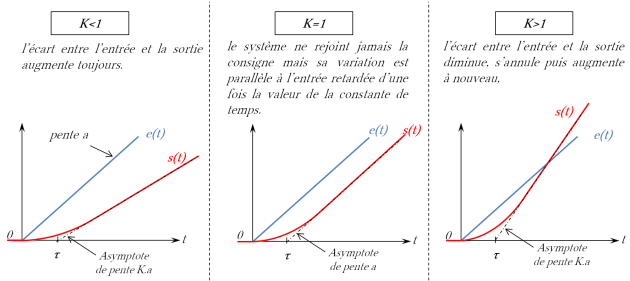 K<1
l'écart entre l'entrée et la sortie
augmente toujours.
pente a
e(t)
s(t)
0
τ
t
Asymptote
de pente K.a
K=1
le système ne rejoint jamais la
consigne mais sa variation est
parallèle à l'entrée retardée d'une
fois la valeur de la constante de
temps.
e(t)
s(t)
0
τ
t
Asymptote
de pente a
K>1
l'écart entre l'entrée et la sortie
diminue, s'annule puis augmente
à nouveau,
s(t)
e(t)
0
τ
t
Asymptote
de pente K.a